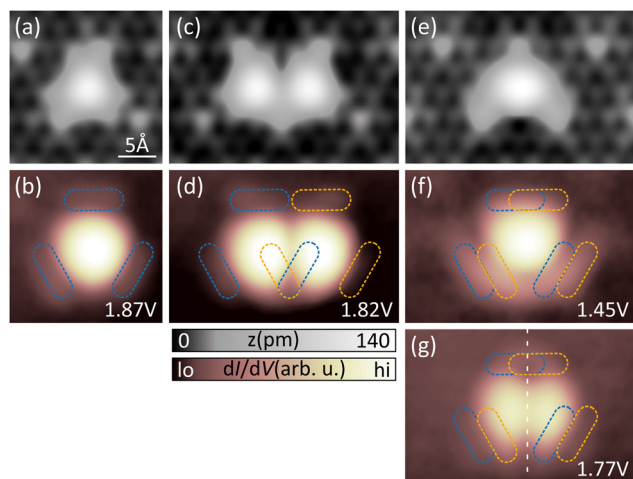 (a)
(c)
(e)
5Å
(b)
(d)
(f)
1.87V
1.82V
1.45V
0 z(pm) 140
lo dI/dV(arb. u.) hi
(g)
1.77V